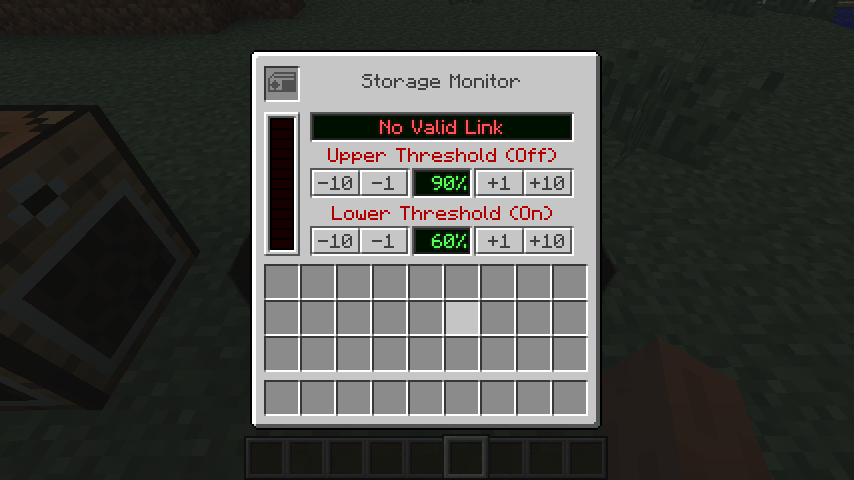 Storage Monitor
No Valid Link
Upper Threshold (Off)
-10 -1 90% +1 +10
Lower Threshold (On)
-10 -1 60% +1 +10